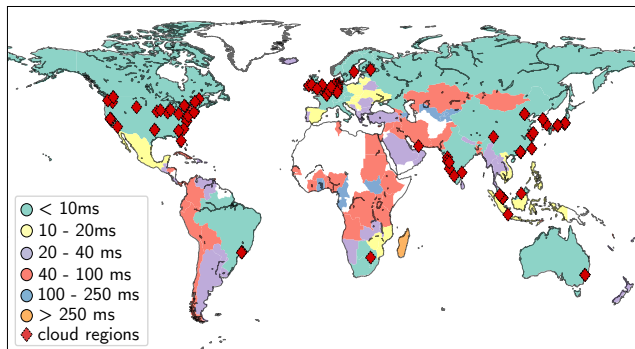 < 10ms
10 - 20ms
20 - 40 ms
40 - 100 ms
100 - 250 ms
> 250 ms
cloud regions